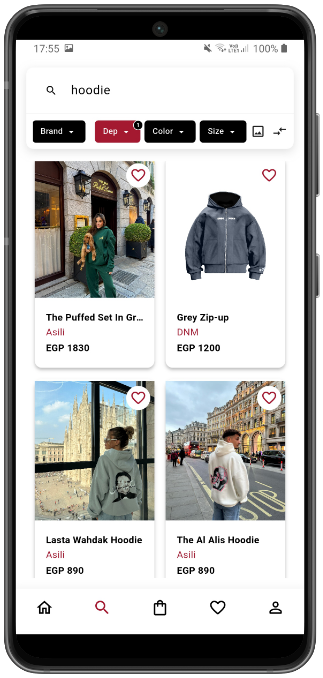 17:55
100%
hoodie
Brand
Dep
1
Color
Size
The Puffed Set In Gr...
Asili
EGP 1830
Grey Zip-up
DNM
EGP 1200
Lasta Wahdak Hoodie
Asili
EGP 890
The Al Alis Hoodie
Asili
EGP 890